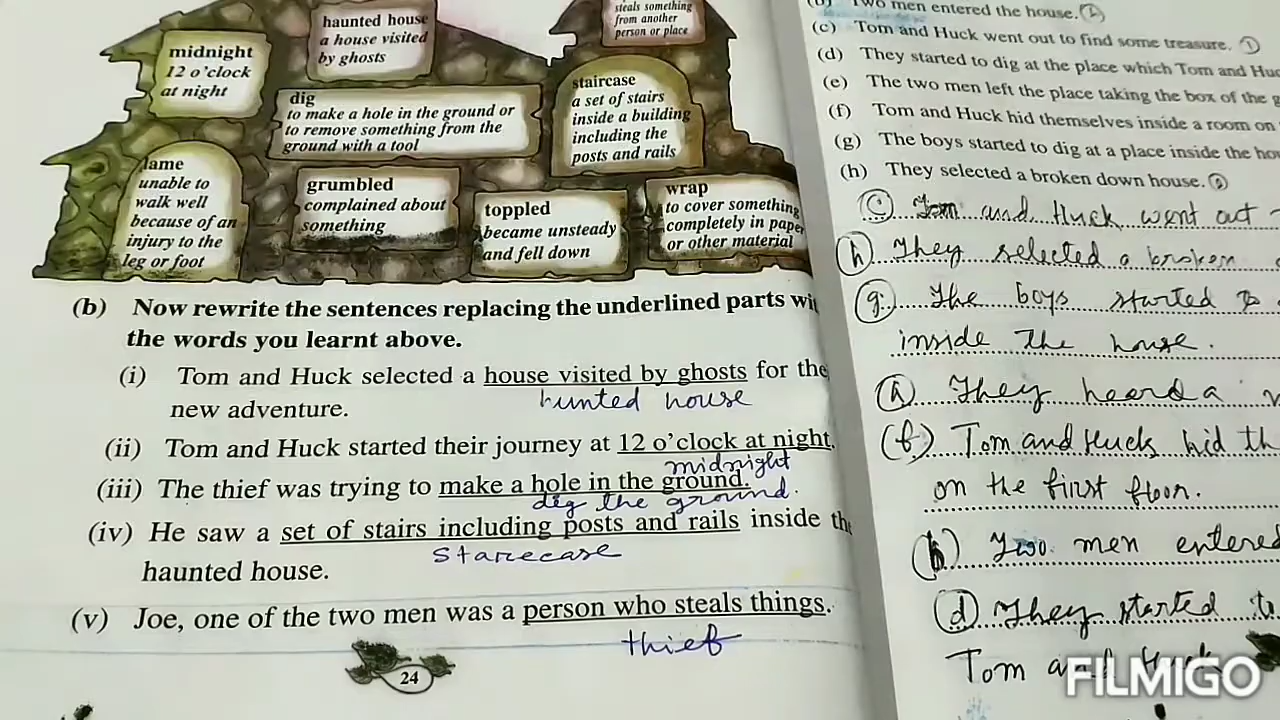 haunted house
a house visited
by ghosts
steals something
from another
person or place
midnight
12 o'clock
at night
dig
to make a hole in the ground or
to remove something from the
ground with a tool
staircase
a set of stairs
inside a building
including the
posts and rails
lame
unable to
walk well
because of an
injury to the
leg or foot
grumbled
complained about
something
toppled
became unsteady
and fell down
wrap
to cover something
completely in paper
or other material
(b) Now rewrite the sentences replacing the underlined parts wi
the words you learnt above.
(i) Tom and Huck selected a house visited by ghosts for the
hunted house
new adventure.
(ii) Tom and Huck started their journey at 12 o'clock at night.
midnight
(iii) The thief was trying to make a hole in the ground.
dig the ground.
(iv) He saw a set of stairs including posts and rails inside the
starecase
haunted house.
(v) Joe, one of the two men was a person who steals things.
thief
24
(b) Two men entered the house.
(c) Tom and Huck went out to find some treasure. 1
(d) They started to dig at the place which Tom and Huc
(e) The two men left the place taking the box of the g
(f) Tom and Huck hid themselves inside a room on
(g) The boys started to dig at a place inside the hou
(h) They selected a broken down house. 2
(c) Tom and Huck went out
(h) They selected a broken
(g) The boys started to
inside the house.
(a) They heard a
(f) Tom and Huck hid th
on the first floor.
(b) Two men entered
(d) They started to
Tom and Huck
FILMIGO